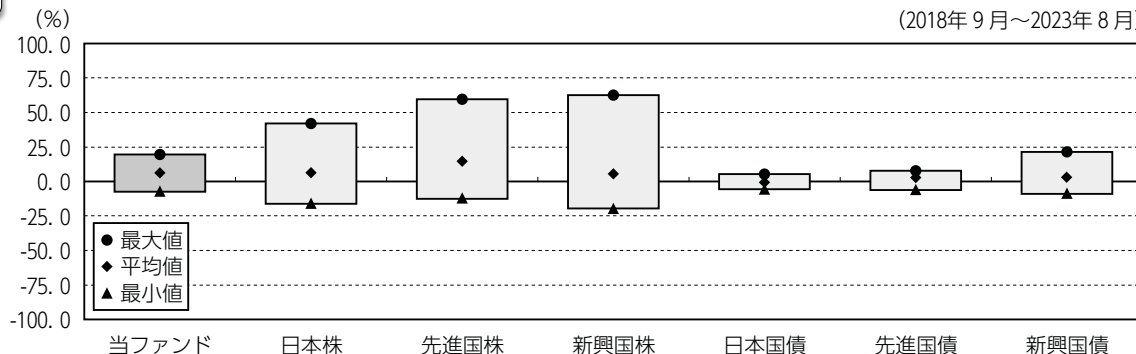 (%)
(2018年9月～2023年8月)
100.0
75.0
50.0
25.0
0.0
-25.0
-50.0
-75.0
-100.0
● 最大値
◆ 平均値
▲ 最小値
当ファンド 日本株 先進国株 新興国株 日本国債 先進国債 新興国債